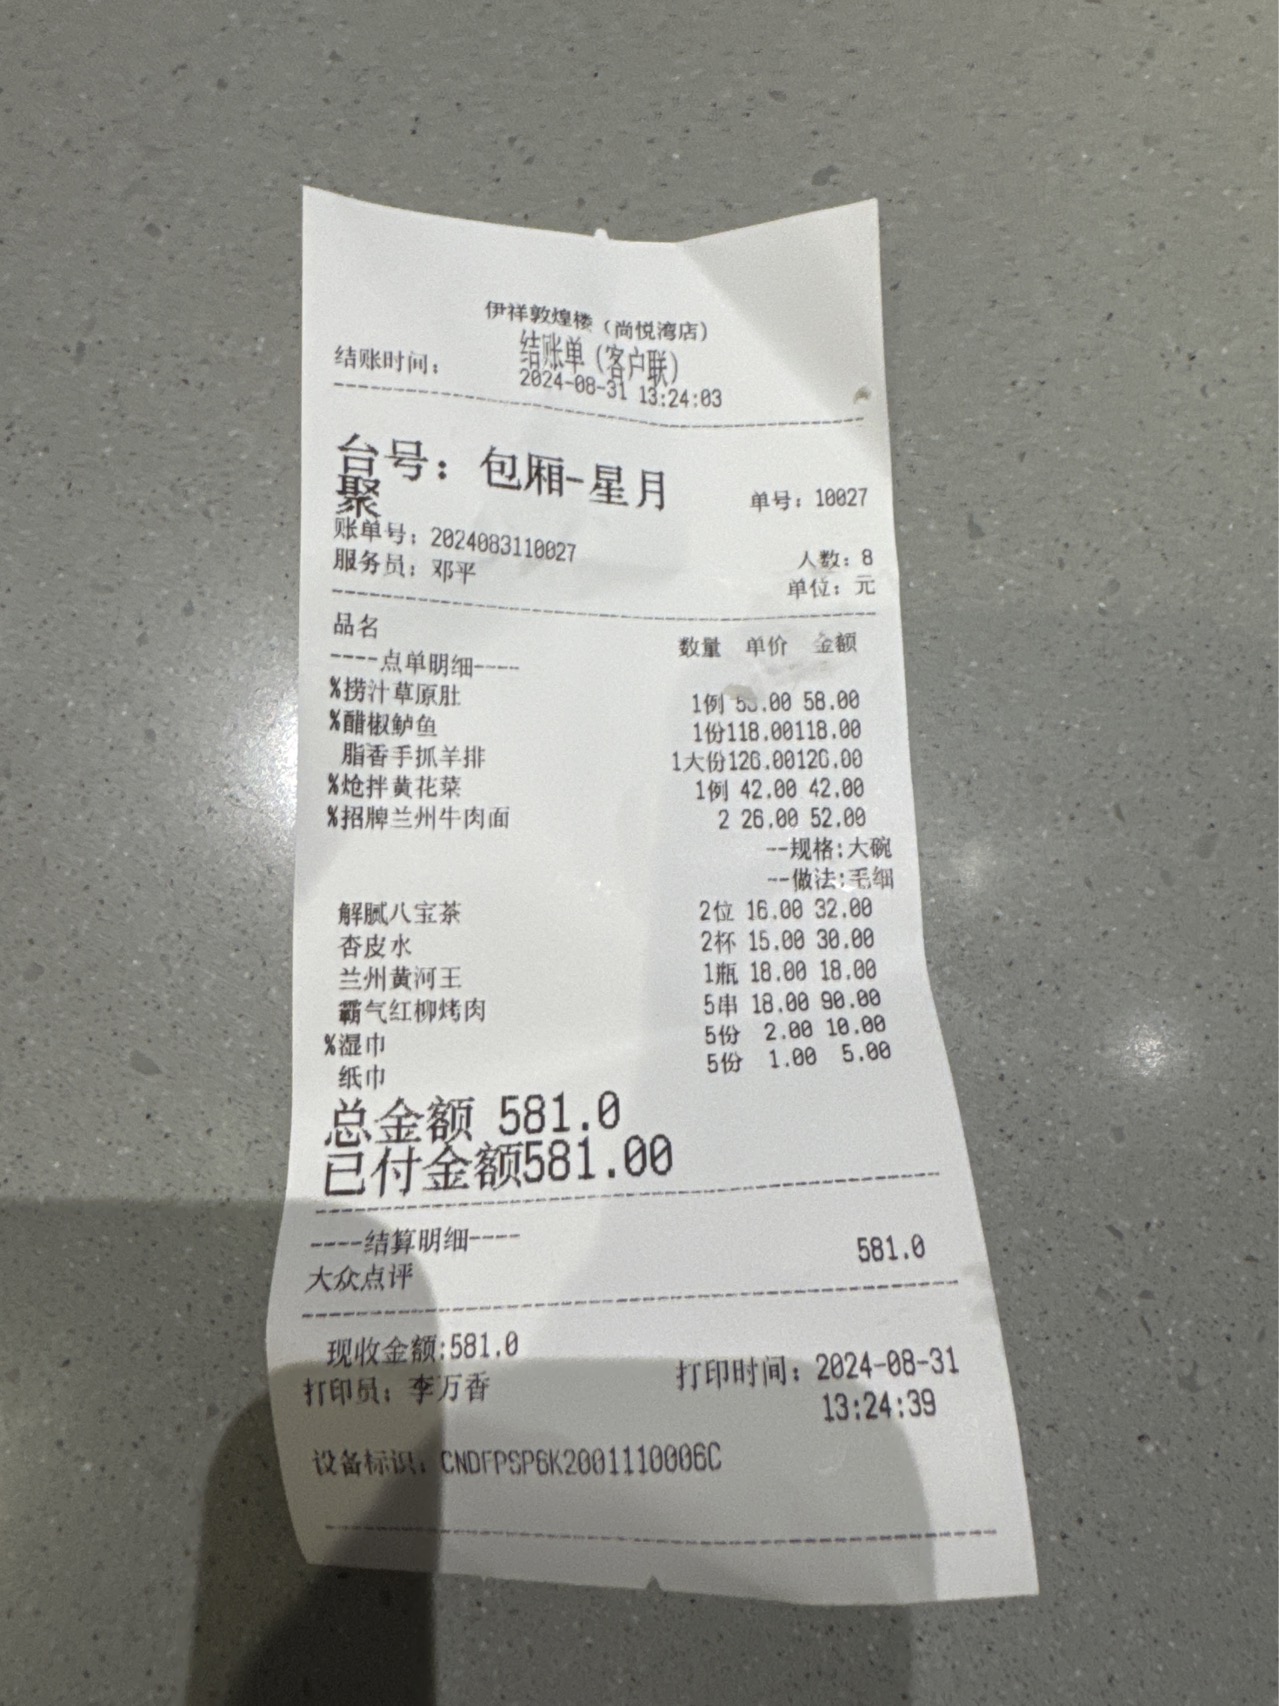 伊祥敦煌楼（尚悦湾店）
结账单（客户联）
结账时间： 2024-08-31 13:24:03
台号：包厢-星月
聚
单号：10027
账单号：2024083110027
人数：8
服务员：邓平
单位：元
品名 数量 单价 金额
----点单明细----
%捞汁草原肚 1例 58.00 58.00
%醋椒鲈鱼 1份118.00118.00
脂香手抓羊排 1大份126.00126.00
%炝拌黄花菜 1例 42.00 42.00
%招牌兰州牛肉面 2 26.00 52.00
--规格:大碗
--做法:毛细
解腻八宝茶 2位 16.00 32.00
杏皮水 2杯 15.00 30.00
兰州黄河王 1瓶 18.00 18.00
霸气红柳烤肉 5串 18.00 90.00
%湿巾 5份 2.00 10.00
纸巾 5份 1.00 5.00
总金额 581.0
已付金额581.00
----结算明细----
大众点评 581.0
现收金额:581.0
打印员：李万香 打印时间：2024-08-31
13:24:39
设备标识：CNDFPSP6K2001110006C